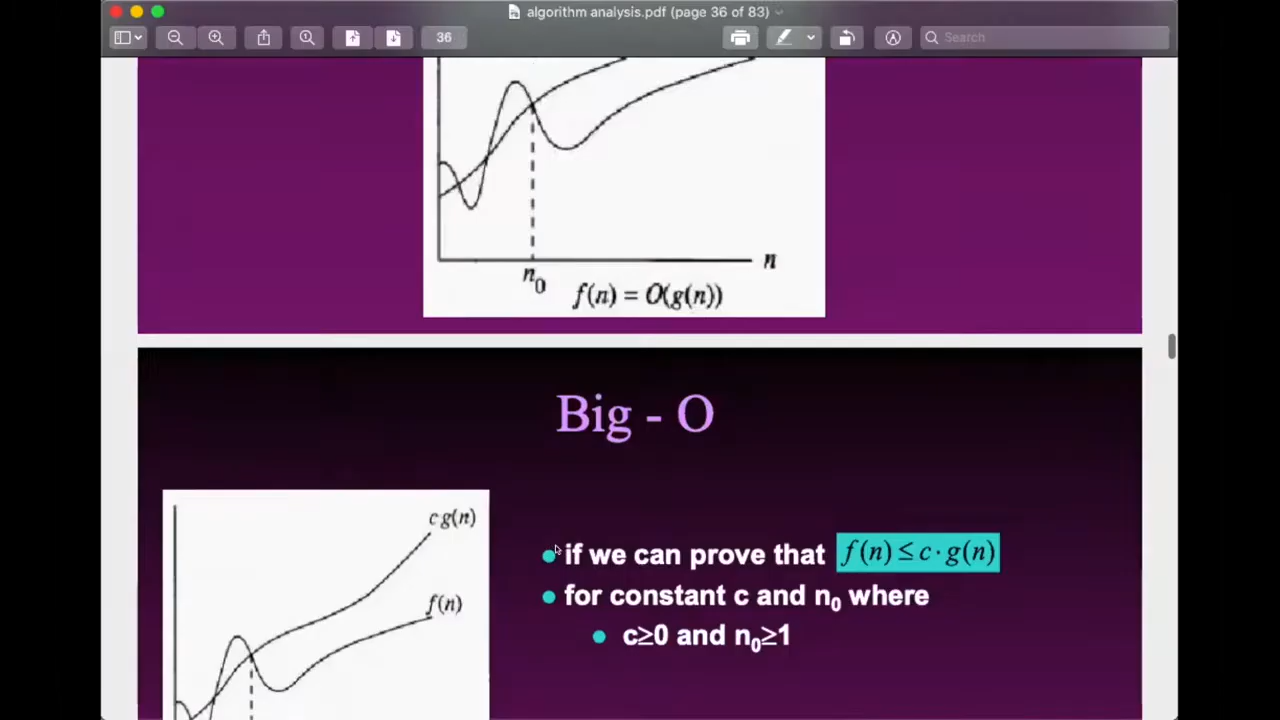 algorithm analysis.pdf (page 36 of 83)
36
Search
n
n₀
f(n) = O(g(n))
Big - O
c g(n)
f(n)
if we can prove that f(n) ≤ c · g(n)
for constant c and n₀ where
c≥0 and n₀≥1